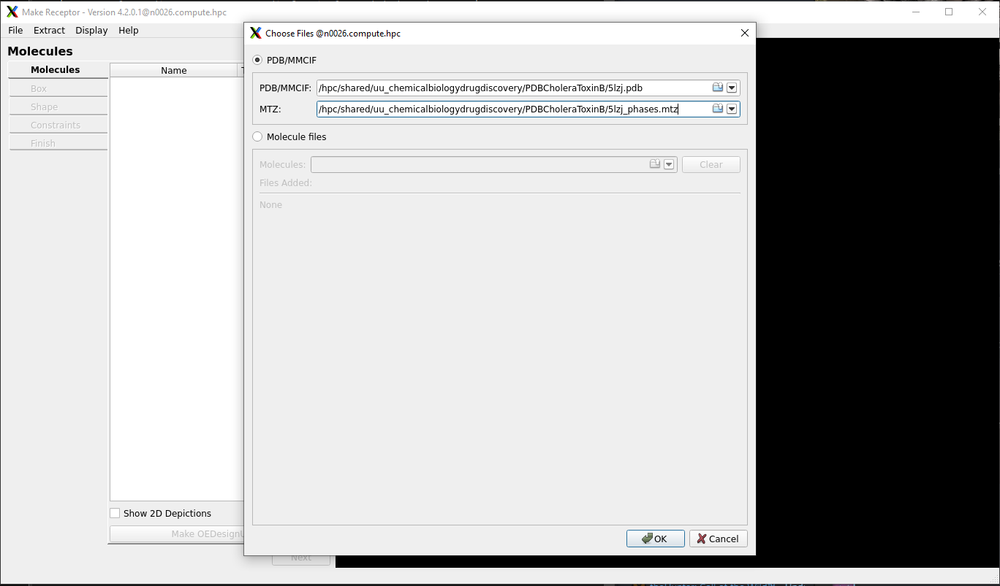 Make Receptor - Version 4.2.0.1@n0026.compute.hpc
File Extract Display Help
Molecules
Molecules
Box
Shape
Constraints
Finish
Name
Show 2D Depictions
Next
Choose Files @n0026.compute.hpc
PDB/MMCIF
PDB/MMCIF: /hpc/shared/uu_chemicalbiologydrugdiscovery/PDBCholeraToxinB/5lzj.pdb
MTZ: /hpc/shared/uu_chemicalbiologydrugdiscovery/PDBCholeraToxinB/5lzj_phases.mtz
Molecule files
Molecules: Clear
Files Added:
None
OK Cancel
Make OEDesignU